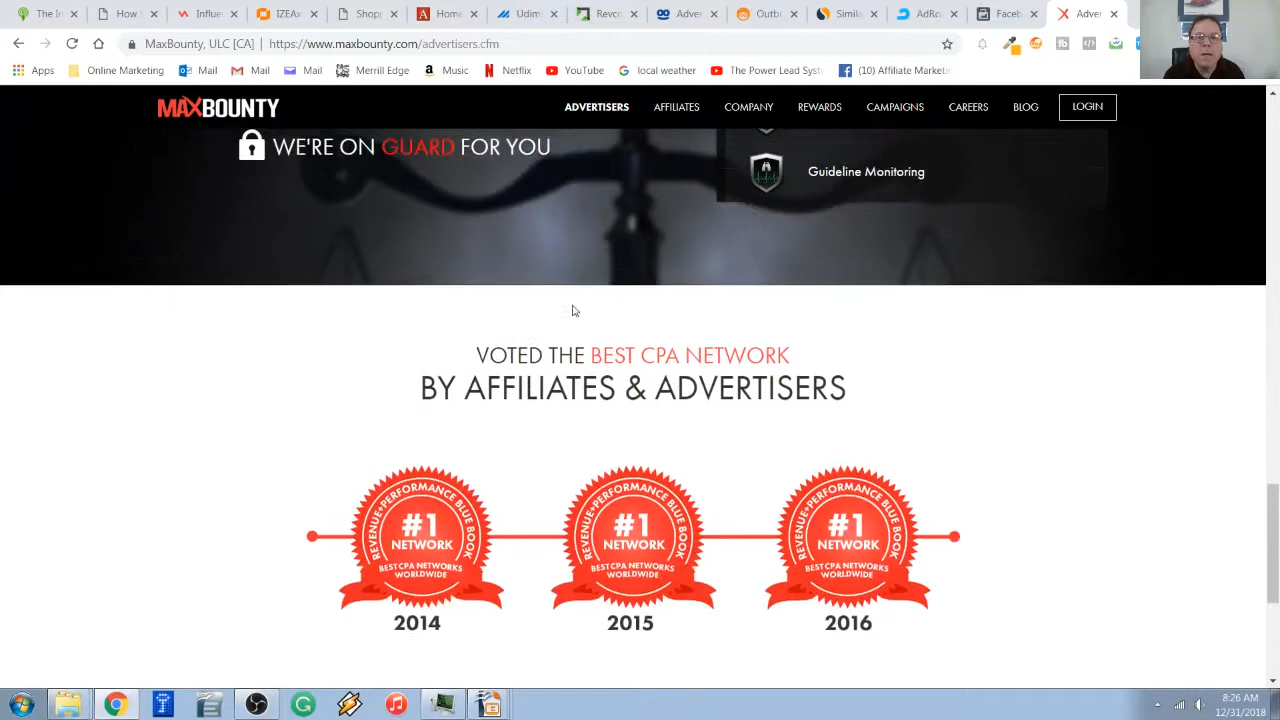 The In
How
Influe
IZEAx
Shopi
Home
Udim
Revco
Adver
Outb
Simil
AdRo
Faceb
Adver
MaxBounty, ULC [CA] | https://www.maxbounty.com/advertisers.cfm
Apps
Online Marketing
Mail
Mail
Mail
Merrill Edge
Music
Netflix
YouTube
local weather
The Power Lead Syst
(10) Affiliate Marketi
MAXBOUNTY
ADVERTISERS
AFFILIATES
COMPANY
REWARDS
CAMPAIGNS
CAREERS
BLOG
LOGIN
WE'RE ON GUARD FOR YOU
Guideline Monitoring
VOTED THE BEST CPA NETWORK
BY AFFILIATES & ADVERTISERS
REVENUE+PERFORMANCE BLUE BOOK
#1
NETWORK
BEST CPA NETWORKS
WORLDWIDE
2014
REVENUE+PERFORMANCE BLUE BOOK
#1
NETWORK
BEST CPA NETWORKS
WORLDWIDE
2015
REVENUE+PERFORMANCE BLUE BOOK
#1
NETWORK
BEST CPA NETWORKS
WORLDWIDE
2016
8:26 AM
12/31/2018